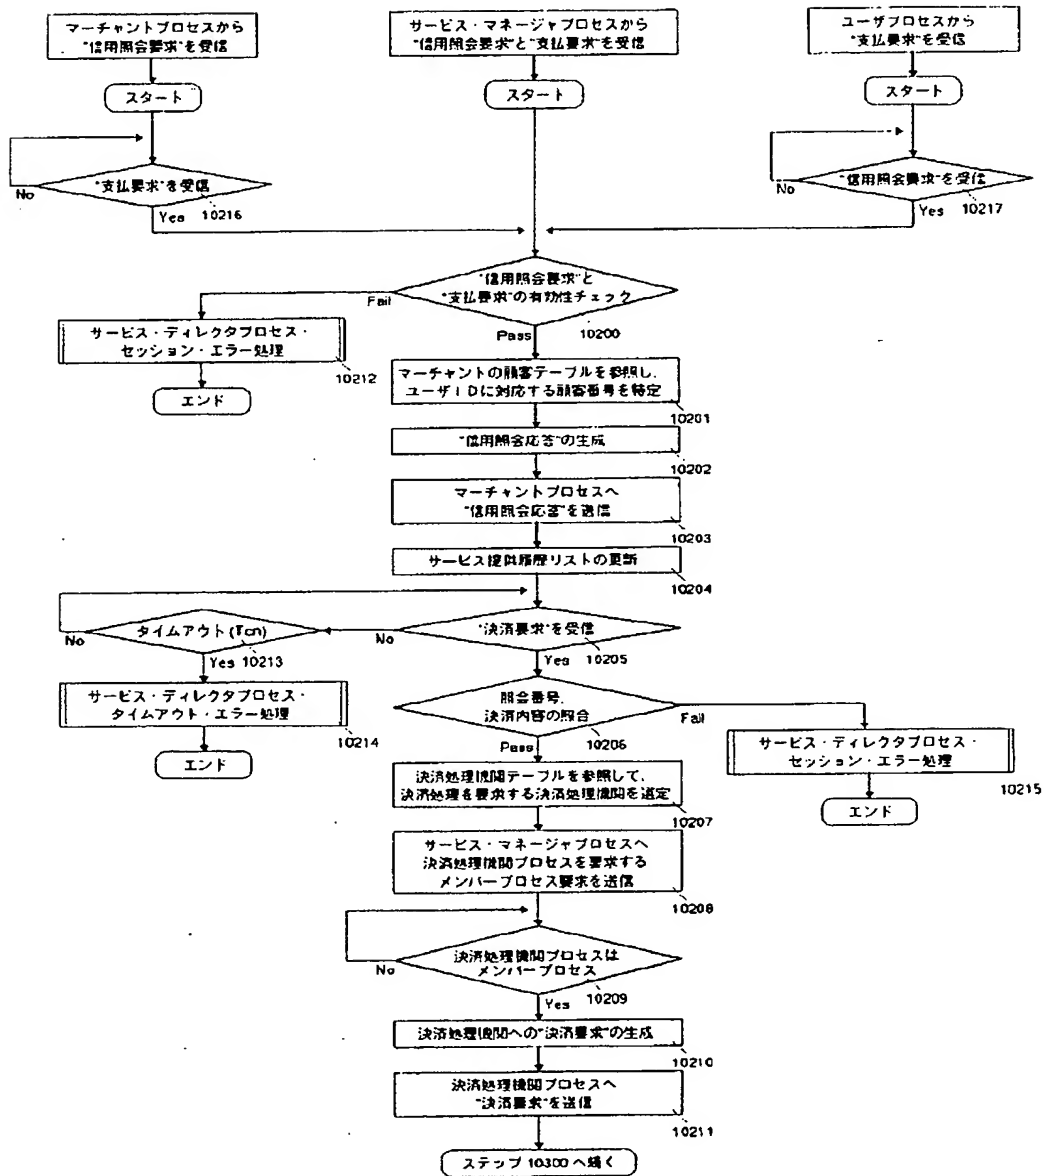 マーチャントプロセスから
"信用照会要求"を受信
サービス・マネージャプロセスから
"信用照会要求"と"支払要求"を受信
ユーザプロセスから
"支払要求"を受信
スタート
スタート
スタート
"支払要求"を受信
No
10216
Yes
"信用照会要求"を受信
No
10217
Yes
"信用照会要求"と
"支払要求"の有効性チェック
Fail
10200
Pass
サービス・ディレクタプロセス・
セッション・エラー処理
10212
エンド
マーチャントの顧客テーブルを参照し、
ユーザIDに対応する顧客番号を特定
10201
"信用照会応答"の生成
10202
マーチャントプロセスへ
"信用照会応答"を送信
10203
サービス提供履歴リストの更新
10204
タイムアウト(Tcn)
No
Yes 10213
"決済要求"を受信
No
10205
Yes
サービス・ディレクタプロセス・
タイムアウト・エラー処理
10214
エンド
照会番号、
決済内容の照合
Fail
10206
Pass
サービス・ディレクタプロセス・
セッション・エラー処理
10215
エンド
決済処理機関テーブルを参照して、
決済処理を要求する決済処理機関を選定
10207
サービス・マネージャプロセスへ
決済処理機関プロセスを要求する
メンバープロセス要求を送信
10208
決済処理機関プロセスは
メンバープロセス
No
10209
Yes
決済処理機関への"決済要求"の生成
10210
決済処理機関プロセスへ
"決済要求"を送信
10211
ステップ 10300 へ続く